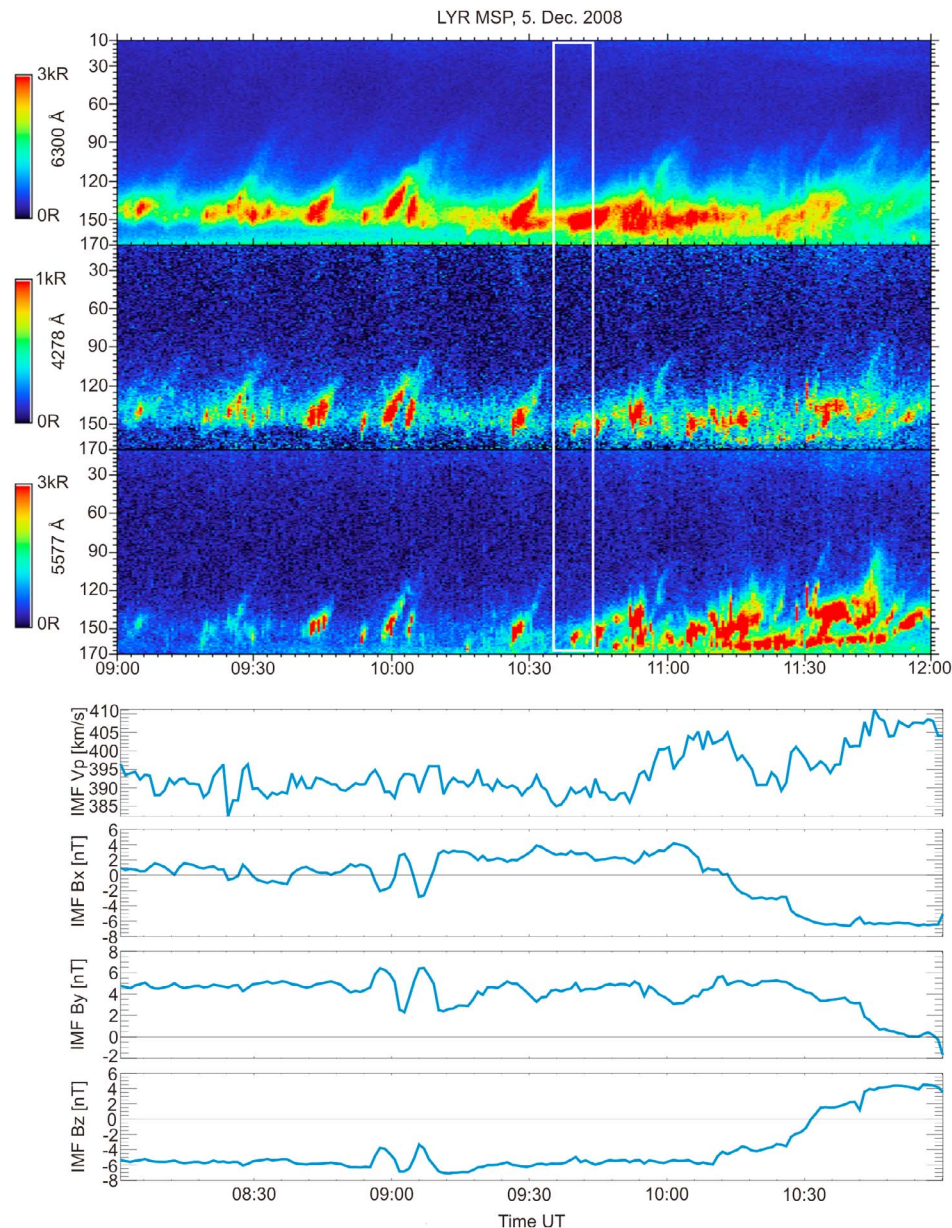 LYR MSP, 5. Dec. 2008
3kR
6300 Å
0R
10
30
60
90
120
150
170
1kR
4278 Å
0R
30
60
90
120
150
170
3kR
5577 Å
0R
30
60
90
120
150
170
09:00 09:30 10:00 10:30 11:00 11:30 12:00
IMF Vp [km/s]
410
405
400
395
390
385
IMF Bx [nT]
6
4
2
0
-2
-4
-6
-8
IMF By [nT]
8
6
4
2
0
-2
IMF Bz [nT]
6
4
2
0
-2
-4
-6
-8
08:30 09:00 09:30 10:00 10:30
Time UT